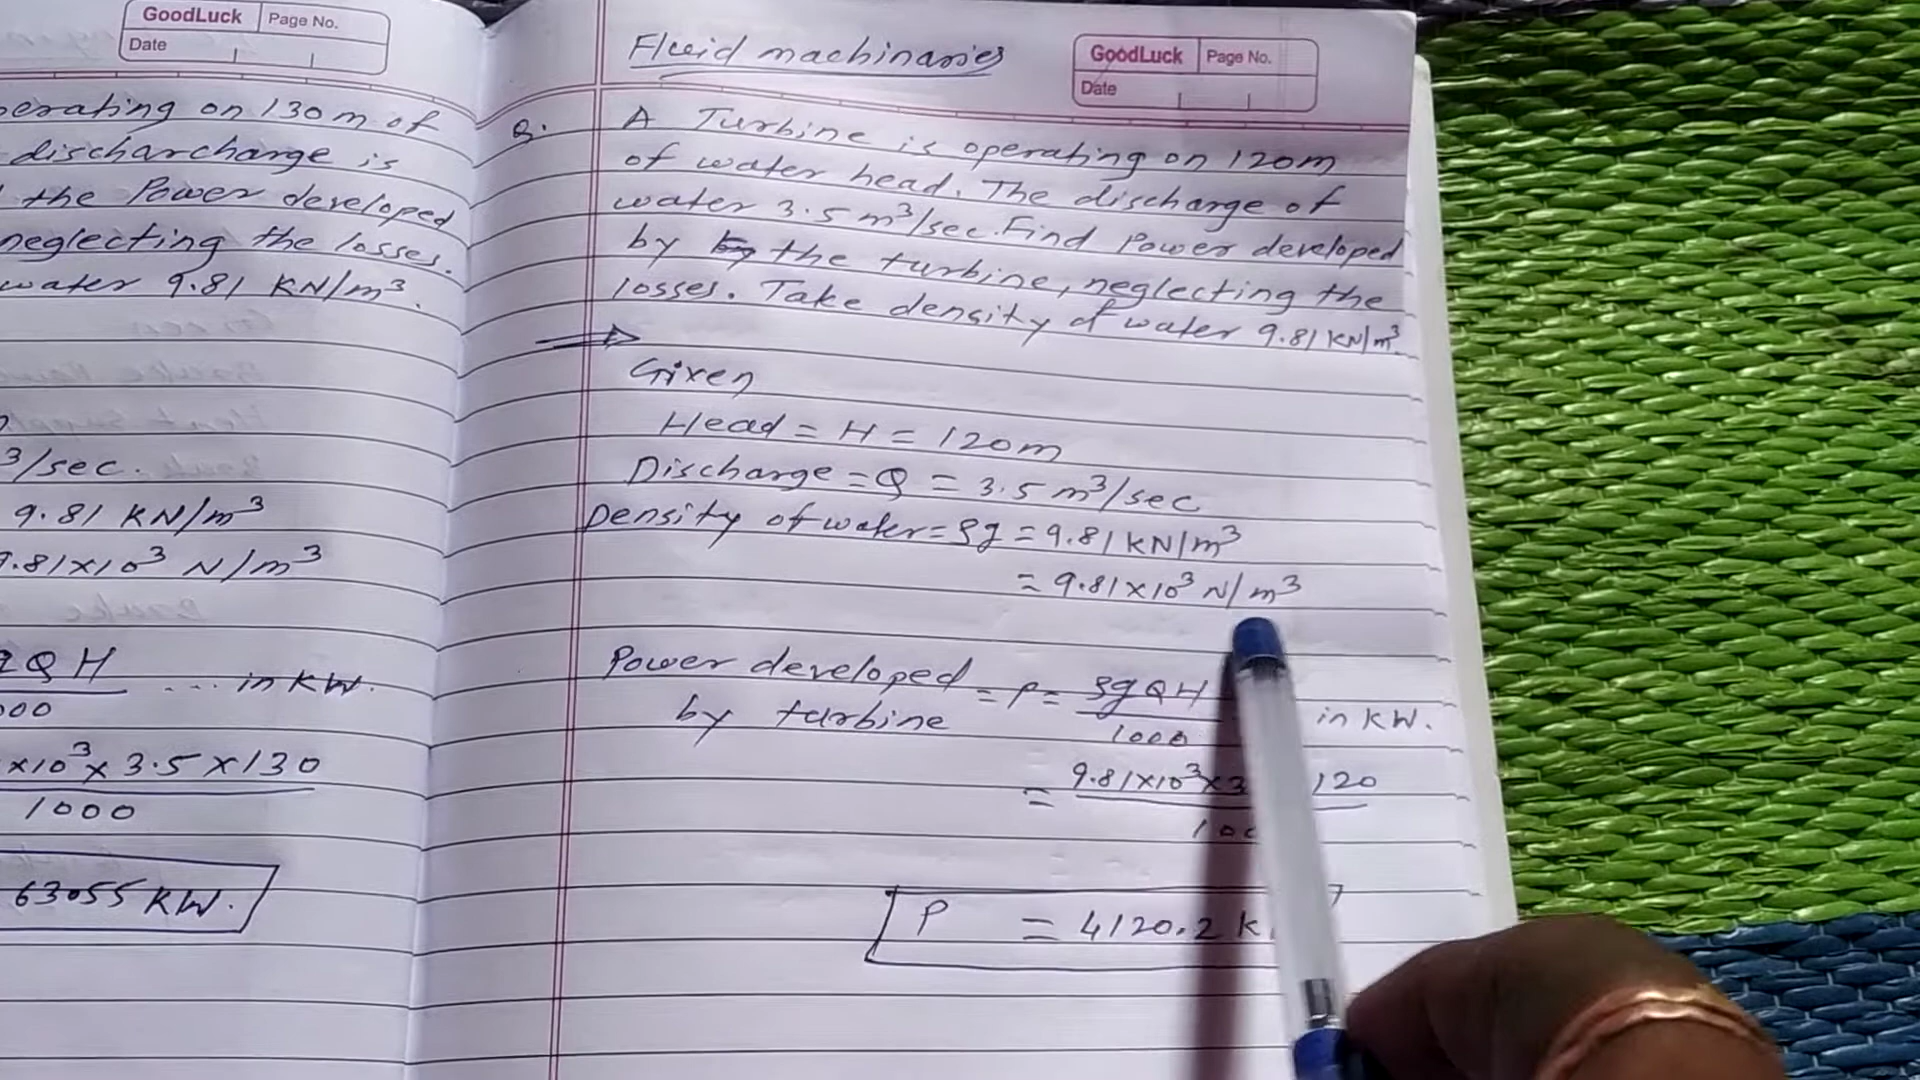 GoodLuck Page No.
Date
erating on 130 m of
discharcharge is
the Power developed
neglecting the losses.
water 9.81 KN/m³.
3/sec.
9.81 KN/m³
9.81×10³ N/m³
QH ... in KW.
00
×10³ × 3.5 × 130
1000
63055 KW.
Fluid machinaries
GoodLuck Page No.
Date
Q. A Turbine is operating on 120m
of water head. The discharge of
water 3.5 m³/sec. Find Power developed
by the turbine, neglecting the
losses. Take density of water 9.81 KN/m³.
Given
Head = H = 120m
Discharge = Q = 3.5 m³/sec
Density of water = ρg = 9.81 KN/m³
= 9.81×10³ N/m³
Power developed = P = ρgQH
by turbine 1000 in KW.
= 9.81×10³× 120
P = 4120.2 K